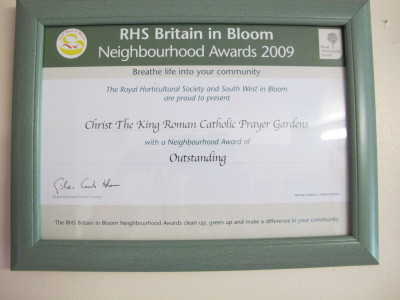 RHS Britain in Bloom
Neighbourhood Awards 2009
Breathe life into your community
The Royal Horticultural Society and South West in Bloom
are proud to present
Christ The King Roman Catholic Prayer Gardens
with a Neighbourhood Award of
Outstanding
The RHS Britain in Bloom Neighbourhood Awards clean up, green up and make a difference in your community